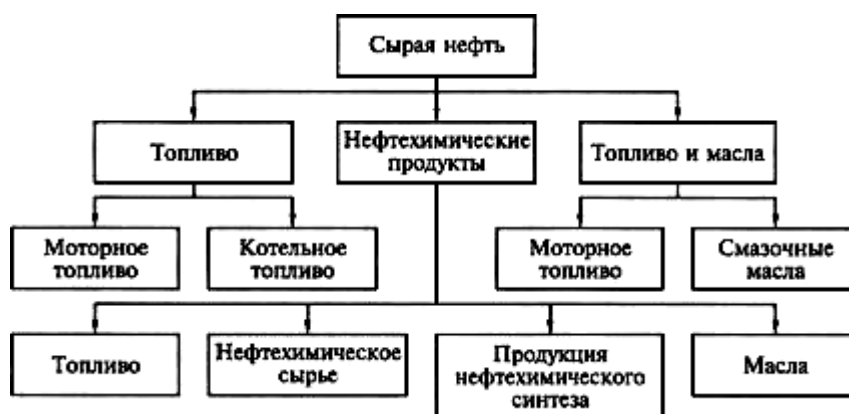 Сырая нефть
Топливо
Нефтехимические
продукты
Топливо и масла
Моторное
топливо
Котельное
топливо
Моторное
топливо
Смазочные
масла
Топливо
Нефтехимическое
сырье
Продукция
нефтехимического
синтеза
Масла